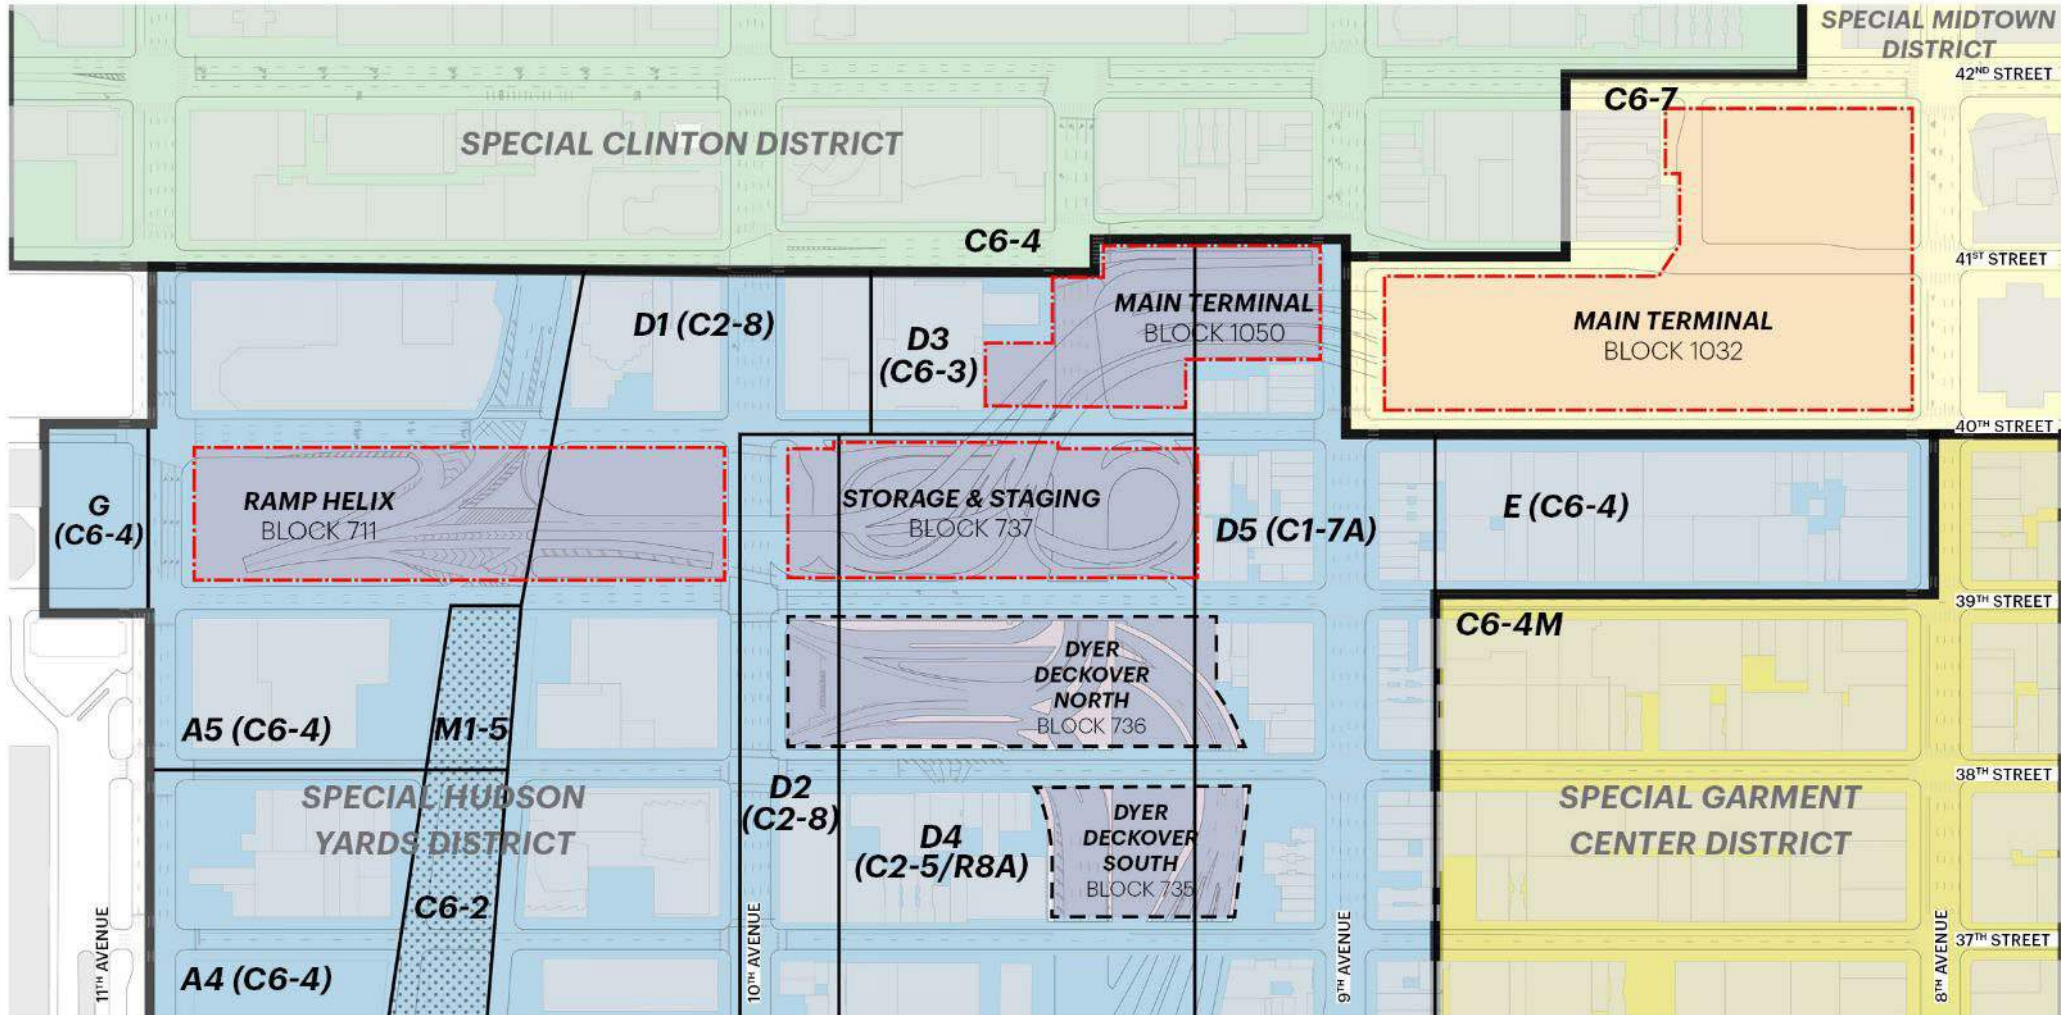 SPECIAL MIDTOWN
DISTRICT
42ND STREET
C6-7
SPECIAL CLINTON DISTRICT
C6-4
41ST STREET
D1 (C2-8)
D3
(C6-3)
MAIN TERMINAL
BLOCK 1050
MAIN TERMINAL
BLOCK 1032
40TH STREET
G
(C6-4)
RAMP HELIX
BLOCK 711
STORAGE & STAGING
BLOCK 737
D5 (C1-7A)
E (C6-4)
39TH STREET
C6-4M
DYER
DECKOVER
NORTH
BLOCK 736
A5 (C6-4)
M1-5
38TH STREET
SPECIAL HUDSON
YARDS DISTRICT
D2
(C2-8)
D4
(C2-5/R8A)
DYER
DECKOVER
SOUTH
BLOCK 735
SPECIAL GARMENT
CENTER DISTRICT
C6-2
37TH STREET
A4 (C6-4)
11TH AVENUE
10TH AVENUE
9TH AVENUE
8TH AVENUE